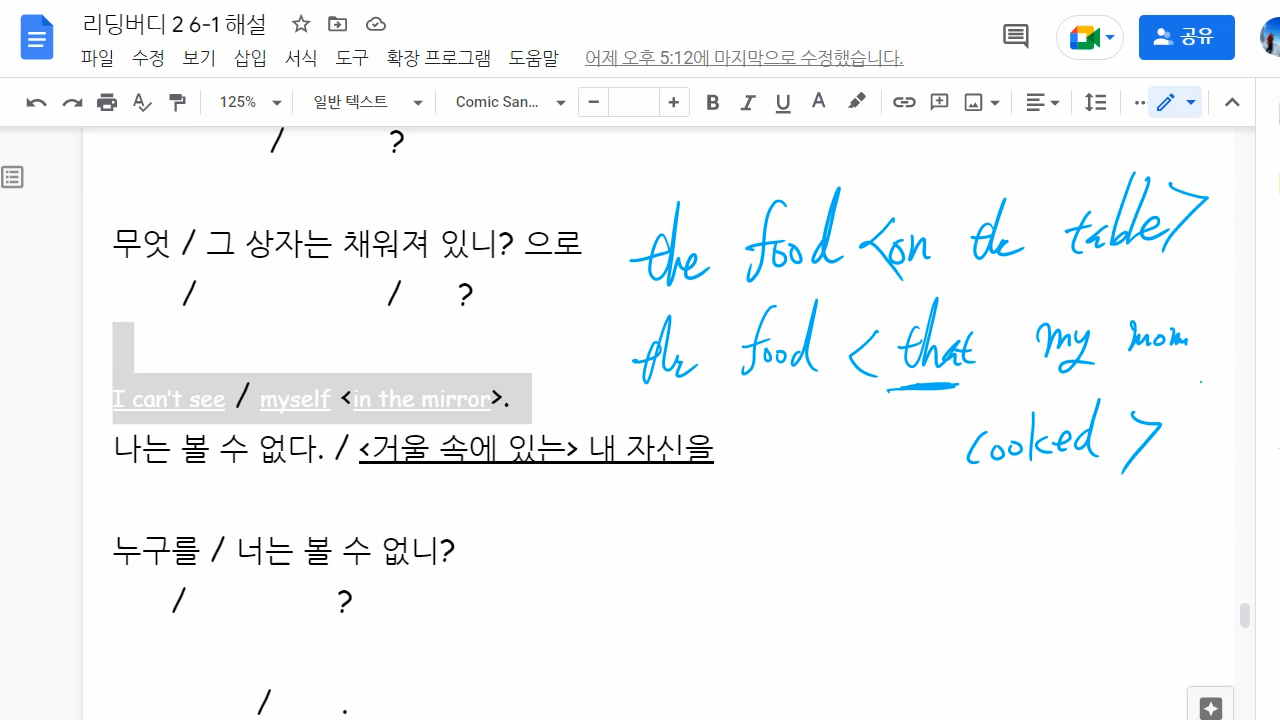 리딩버디 2 6-1 해설
파일 수정 보기 삽입 서식 도구 확장 프로그램 도움말 어제 오후 5:12에 마지막으로 수정했습니다.
공유
125% 일반 텍스트 Comic San... − + B I U A
/ ?
무엇 / 그 상자는 채워져 있니? 으로
/ / ?
I can't see / myself <in the mirror>.
나는 볼 수 없다. / <거울 속에 있는> 내 자신을
누구를 / 너는 볼 수 없니?
/ ?
/ .
the food <on the table>
the food < that my mom
cooked >